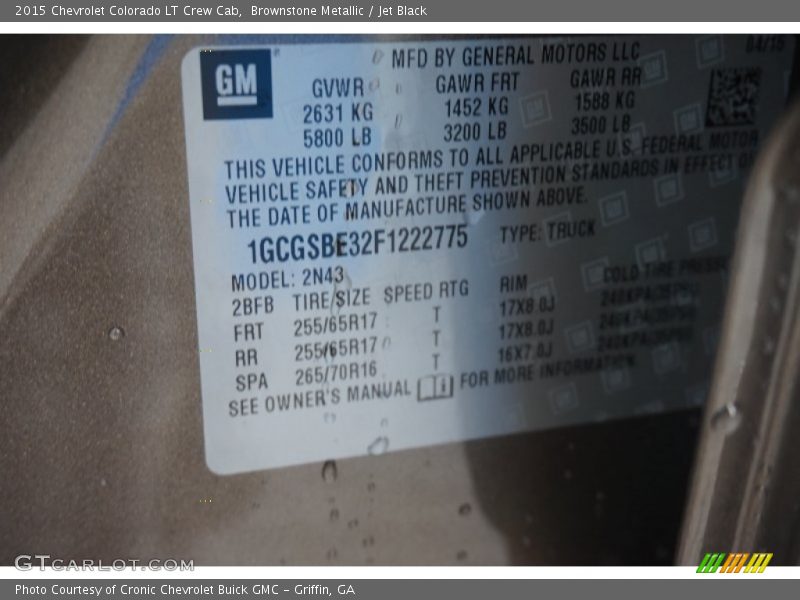 2015 Chevrolet Colorado LT Crew Cab, Brownstone Metallic / Jet Black
04/15
GM
MFD BY GENERAL MOTORS LLC
GVWR GAWR FRT GAWR RR
2631 KG 1452 KG 1588 KG
5800 LB 3200 LB 3500 LB
THIS VEHICLE CONFORMS TO ALL APPLICABLE U.S. FEDERAL MOTOR
VEHICLE SAFETY AND THEFT PREVENTION STANDARDS IN EFFECT
THE DATE OF MANUFACTURE SHOWN ABOVE.
1GCGSBE32F1222775 TYPE: TRUCK
MODEL: 2N43
2BFB TIRE/SIZE SPEED RTG RIM COLD TIRE
FRT 255/65R17 T 17X8.0J
RR 255/65R17 T 17X8.0J
SPA 265/70R16 T 16X7.0J
SEE OWNER'S MANUAL FOR MORE INFORMATION
GTCARLOT.COM
Photo Courtesy of Cronic Chevrolet Buick GMC – Griffin, GA